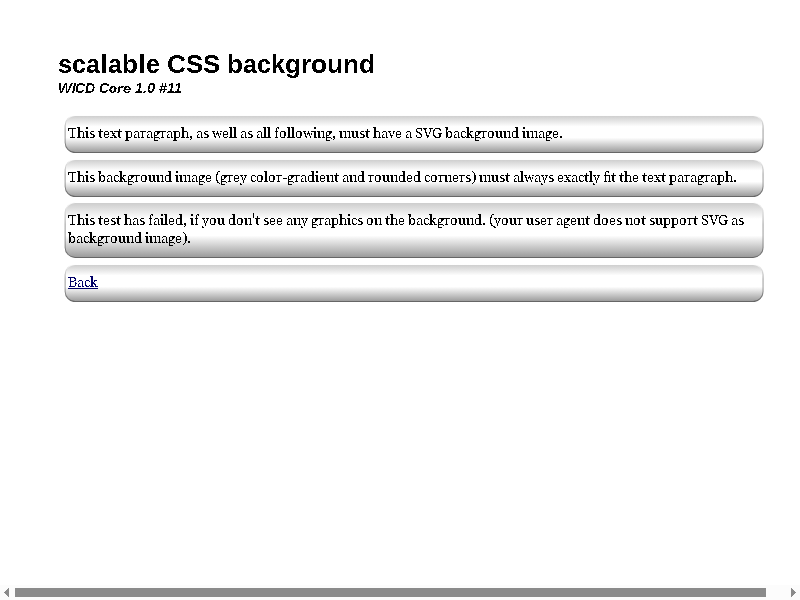 scalable CSS background
WICD Core 1.0 #11
This text paragraph, as well as all following, must have a SVG background image.
This background image (grey color-gradient and rounded corners) must always exactly fit the text paragraph.
This test has failed, if you don't see any graphics on the background. (your user agent does not support SVG as
background image).
Back